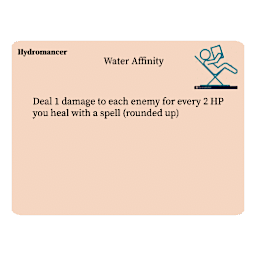 Hydromancer
Water Affinity
Deal 1 damage to each enemy for every 2 HP
you heal with a spell (rounded up)